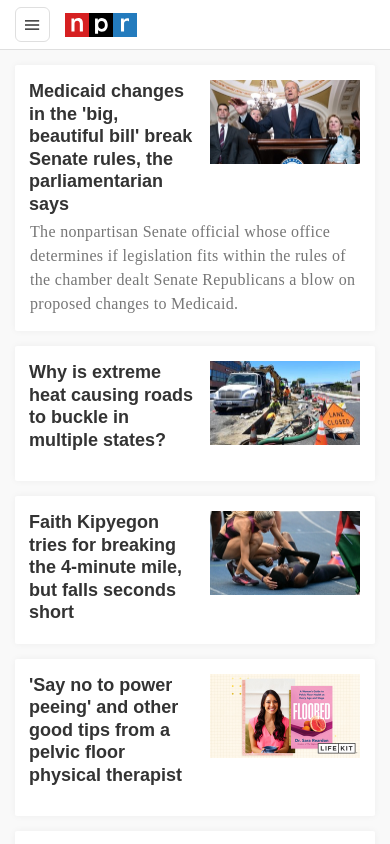 npr
Medicaid changes
in the 'big,
beautiful bill' break
Senate rules, the
parliamentarian
says
The nonpartisan Senate official whose office
determines if legislation fits within the rules of
the chamber dealt Senate Republicans a blow on
proposed changes to Medicaid.
Why is extreme
heat causing roads
to buckle in
multiple states?
LANE
CLOSED
Faith Kipyegon
tries for breaking
the 4-minute mile,
but falls seconds
short
'Say no to power
peeing' and other
good tips from a
pelvic floor
physical therapist
FLOORED
LIFE KIT